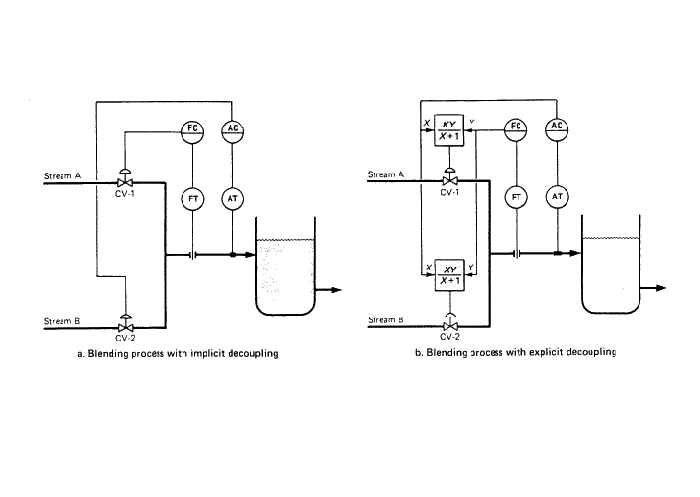 FC
AC
Stream A
CV-1
FT
AT
Stream B
CV-2
a. Blending process with implicit decoupling
X
KY
X+1
Y
FC
AC
Stream A
CV-1
FT
AT
X
XY
X+1
Y
Stream B
CV-2
b. Blending process with explicit decoupling